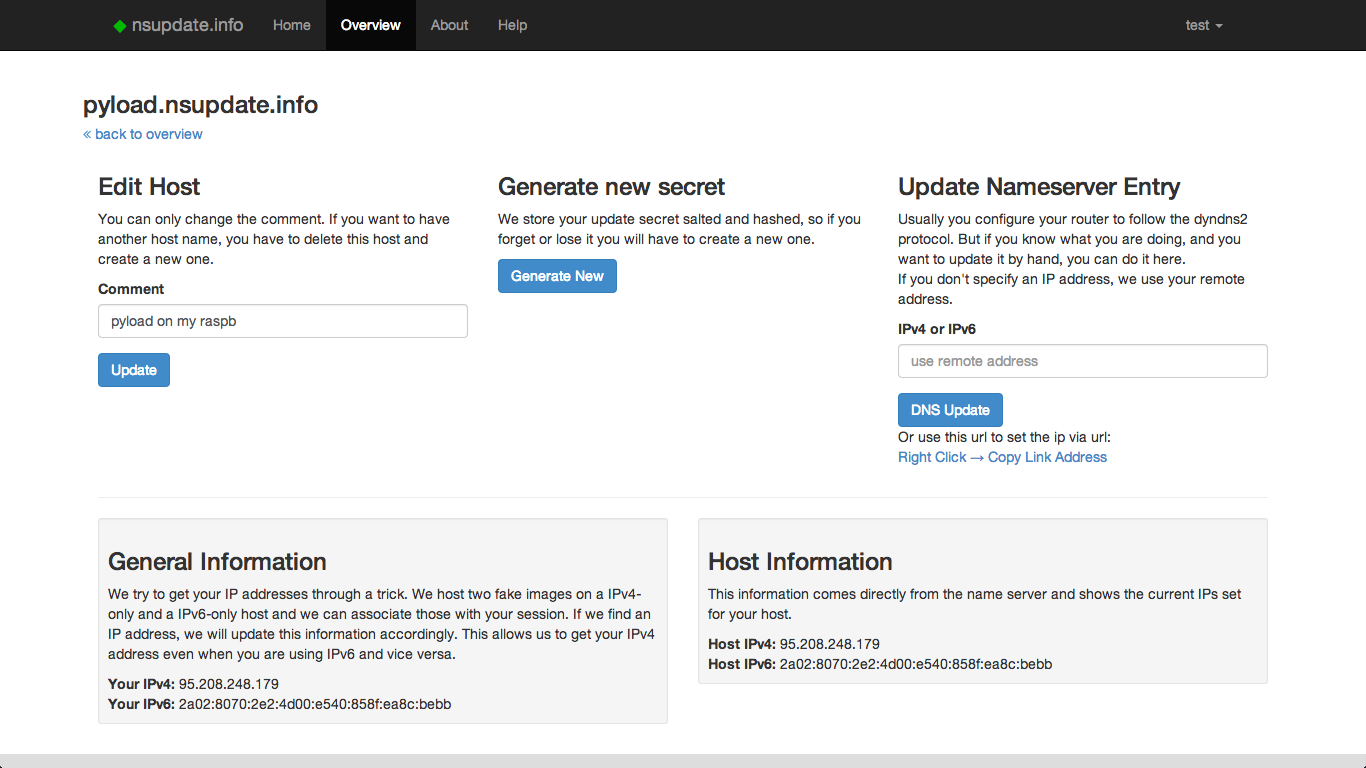 nsupdate.info Home Overview About Help test
pyload.nsupdate.info
« back to overview
Edit Host
You can only change the comment. If you want to have
another host name, you have to delete this host and
create a new one.
Comment
pyload on my raspb
Update
Generate new secret
We store your update secret salted and hashed, so if you
forget or lose it you will have to create a new one.
Generate New
Update Nameserver Entry
Usually you configure your router to follow the dyndns2
protocol. But if you know what you are doing, and you
want to update it by hand, you can do it here.
If you don't specify an IP address, we use your remote
address.
IPv4 or IPv6
use remote address
DNS Update
Or use this url to set the ip via url:
Right Click → Copy Link Address
General Information
We try to get your IP addresses through a trick. We host two fake images on a IPv4-
only and a IPv6-only host and we can associate those with your session. If we find an
IP address, we will update this information accordingly. This allows us to get your IPv4
address even when you are using IPv6 and vice versa.
Your IPv4: 95.208.248.179
Your IPv6: 2a02:8070:2e2:4d00:e540:858f:ea8c:bebb
Host Information
This information comes directly from the name server and shows the current IPs set
for your host.
Host IPv4: 95.208.248.179
Host IPv6: 2a02:8070:2e2:4d00:e540:858f:ea8c:bebb